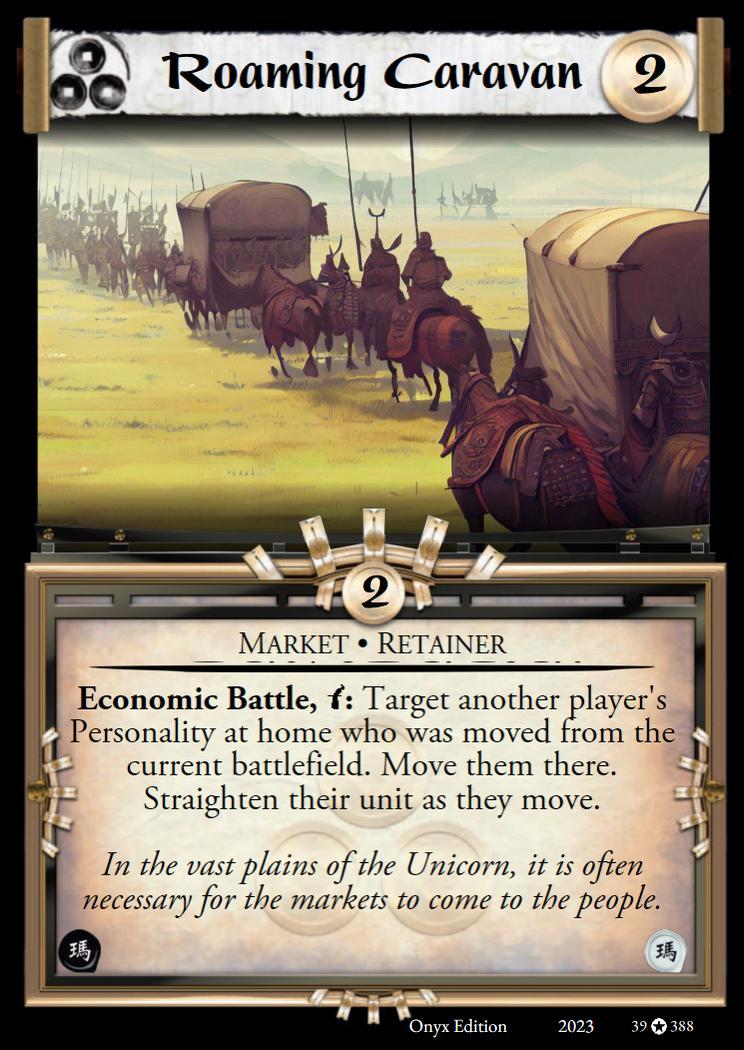 Roaming Caravan 2
2
Market • Retainer
Economic Battle, : Target another player's
Personality at home who was moved from the
current battlefield. Move them there.
Straighten their unit as they move.
In the vast plains of the Unicorn, it is often
necessary for the markets to come to the people.
瑪 瑪
Onyx Edition 2023 39 388